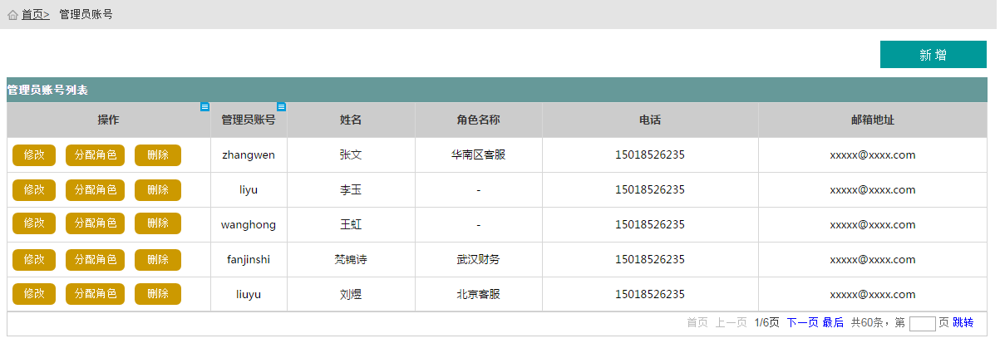 首页> 管理员账号
新 增
管理员账号列表
操作 管理员账号 姓名 角色名称 电话 邮箱地址
修改 分配角色 删除 zhangwen 张文 华南区客服 15018526235 xxxxx@xxxx.com
修改 分配角色 删除 liyu 李玉 - 15018526235 xxxxx@xxxx.com
修改 分配角色 删除 wanghong 王虹 - 15018526235 xxxxx@xxxx.com
修改 分配角色 删除 fanjinshi 梵锦诗 武汉财务 15018526235 xxxxx@xxxx.com
修改 分配角色 删除 liuyu 刘煜 北京客服 15018526235 xxxxx@xxxx.com
首页 上一页 1/6页 下一页 最后 共60条，第 页 跳转